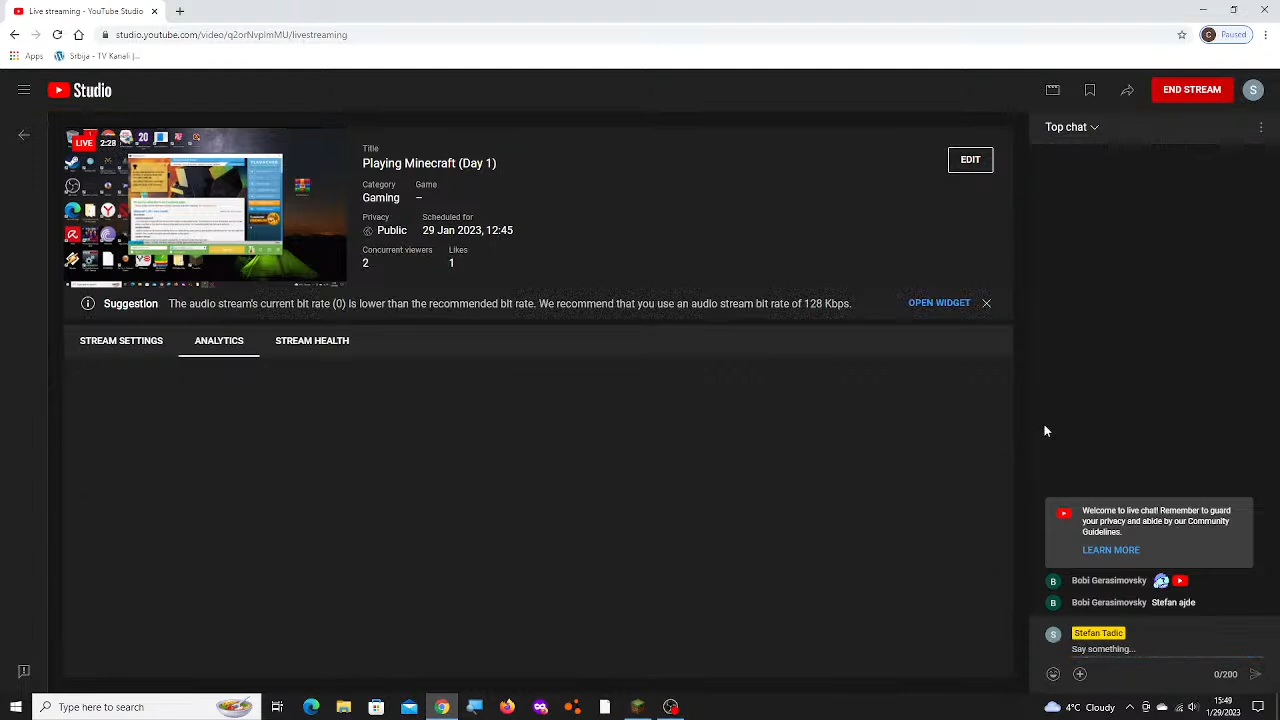 Live streaming - YouTube Studio
studio.youtube.com/video/q2orNvpimMU/livestreaming
Paused
Apps
Srbija - TV Kanali |...
Studio
END STREAM
S
LIVE
2:28
Title
Playing Minecraft (Day 1)
Category
Gaming
Privacy
Scheduled for
Public
Jan 29, 2023, 3:45
Concurrent views
Likes
2
1
Top chat
Suggestion The audio stream's current bit rate (0) is lower than the recommended bit rate. We recommend that you use an audio stream bit rate of 128 Kbps.
OPEN WIDGET
STREAM SETTINGS
ANALYTICS
STREAM HEALTH
Welcome to live chat! Remember to guard
your privacy and abide by our Community
Guidelines.
LEARN MORE
B Bobi Gerasimovsky
B Bobi Gerasimovsky Stefan ajde
S Stefan Tadic
Say something...
0/200
Type here to search
4°C Cloudy
15:49
1/29/2023